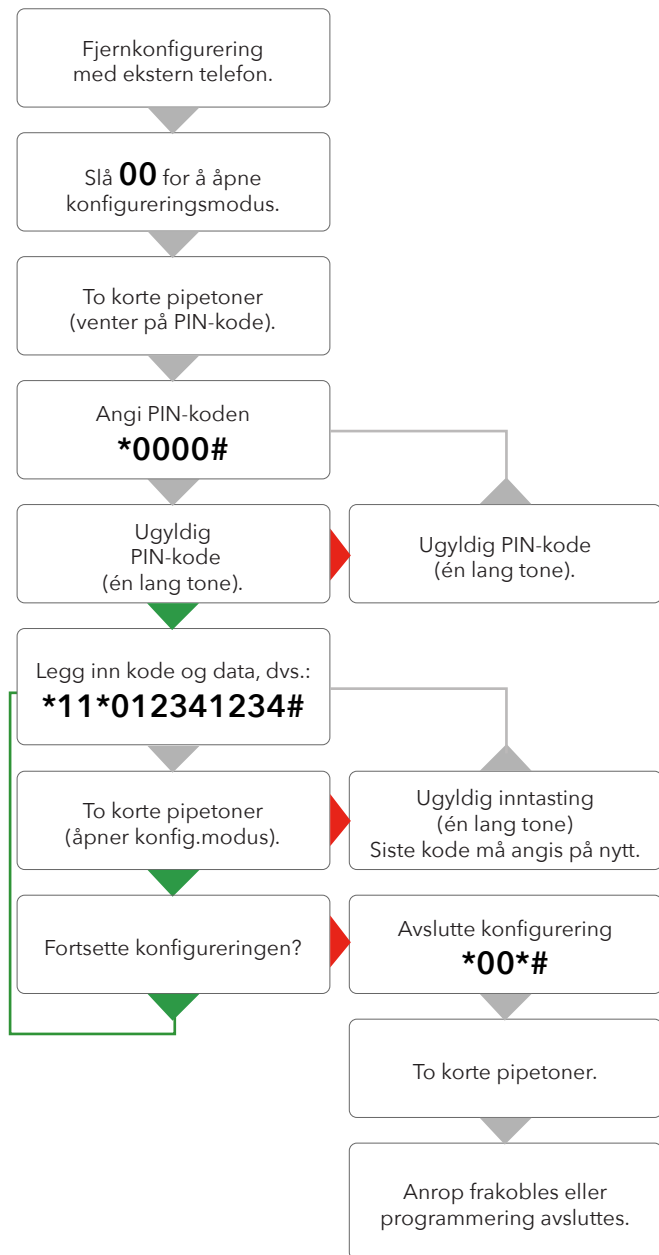 Fjernkonfigurering
med ekstern telefon.
Slå 00 for å åpne
konfigureringsmodus.
To korte pipetoner
(venter på PIN-kode).
Angi PIN-koden
*0000#
Ugyldig
PIN-kode
(én lang tone).
Ugyldig PIN-kode
(én lang tone).
Legg inn kode og data, dvs.:
*11*012341234#
To korte pipetoner
(åpner konfig.modus).
Ugyldig inntasting
(én lang tone)
Siste kode må angis på nytt.
Fortsette konfigureringen?
Avslutte konfigurering
*00*#
To korte pipetoner.
Anrop frakobles eller
programmering avsluttes.